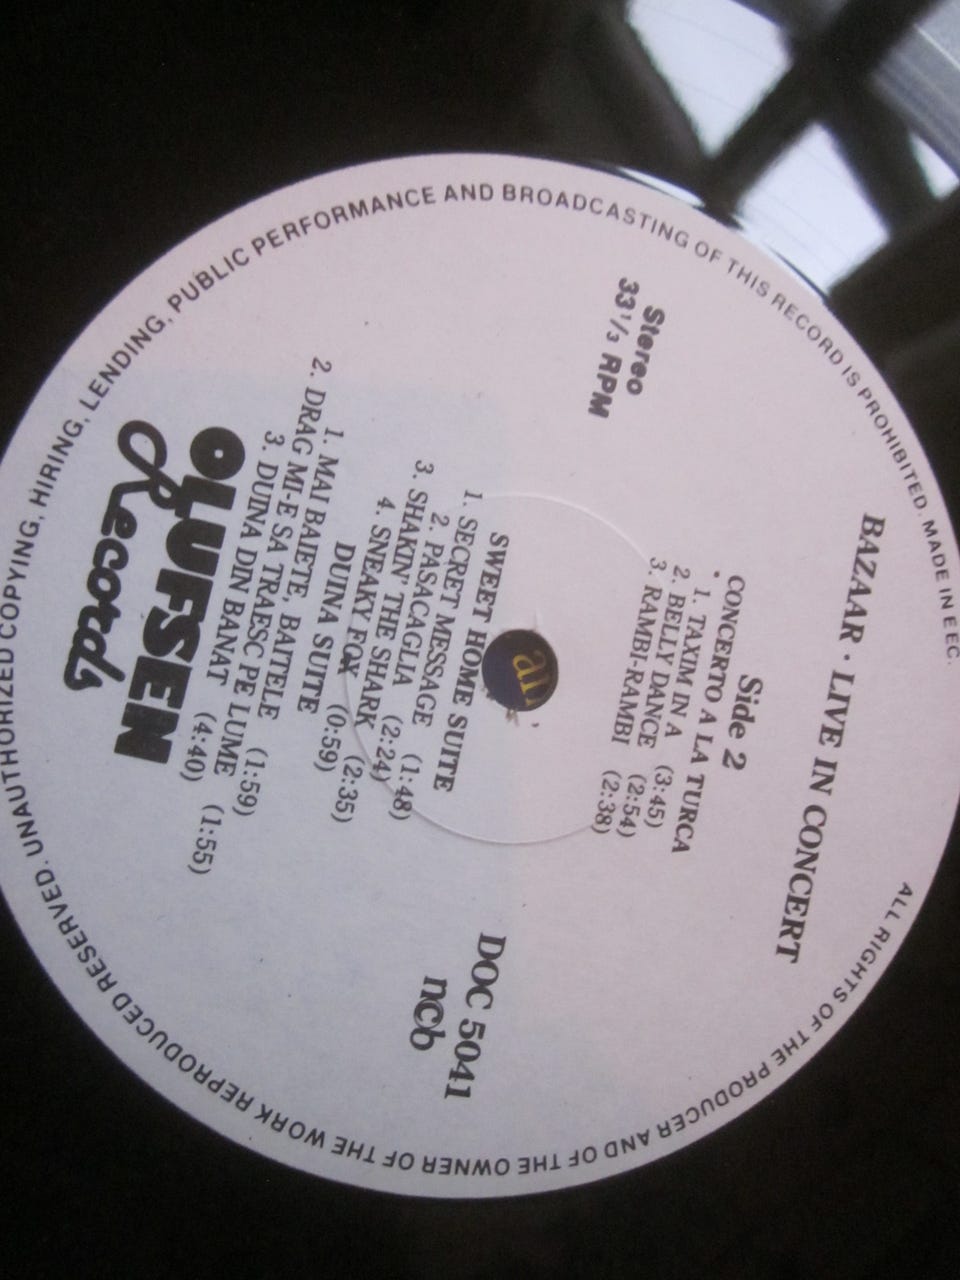 BAZAAR · LIVE IN CONCERT
Side 2
CONCERTO A LA TURCA
1. TAXIM IN A (3:45)
2. BELLY DANCE (2:54)
3. RAMBI-RAMBI (2:38)
Stereo
33 1/3 RPM
DOC 5041
ncb
SWEET HOME SUITE
1. SECRET MESSAGE (1:48)
2. PASACAGLIA (2:24)
3. SHAKIN' THE SHARK (2:35)
4. SNEAKY FOX (0:59)
DUINA SUITE
1. MAI BAIETE, BAITELE (1:59)
2. DRAG MI-E SA TRAESC PE LUME (1:55)
3. DUINA DIN BANAT (4:40)
OLUFSEN
Records
ALL RIGHTS OF THE PRODUCER AND OF THE OWNER OF THE WORK REPRODUCED RESERVED. UNAUTHORIZED COPYING, HIRING, LENDING, PUBLIC PERFORMANCE AND BROADCASTING OF THIS RECORD IS PROHIBITED. MADE IN EEC.